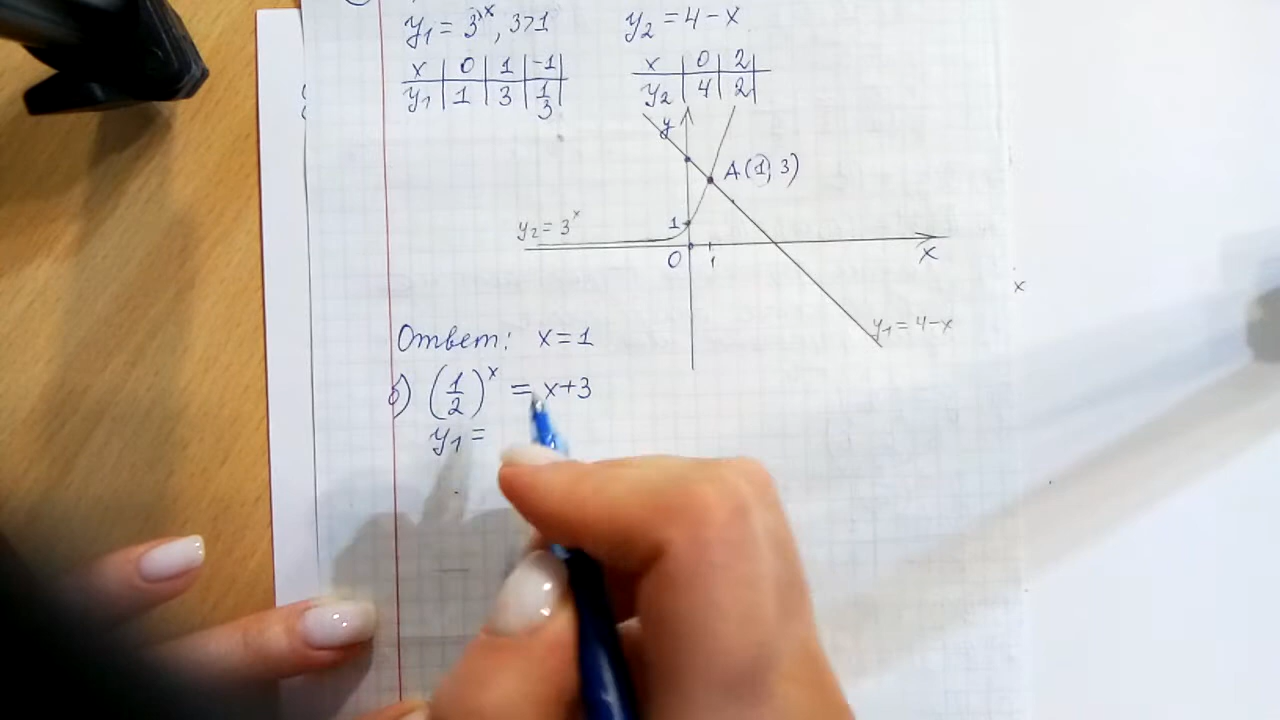 y₁ = 3ˣ, 3>1
y₂ = 4 – x
x | 0 | 1 | -1 |
y₁ | 1 | 3 | 1/3 |
x | 0 | 2 |
y₂ | 4 | 2 |
y
A(1, 3)
y₂ = 3ˣ
1
0
1
x
x
y₁ = 4 – x
Ответ: x = 1
б) (1/2)ˣ = x+3
y₁ =